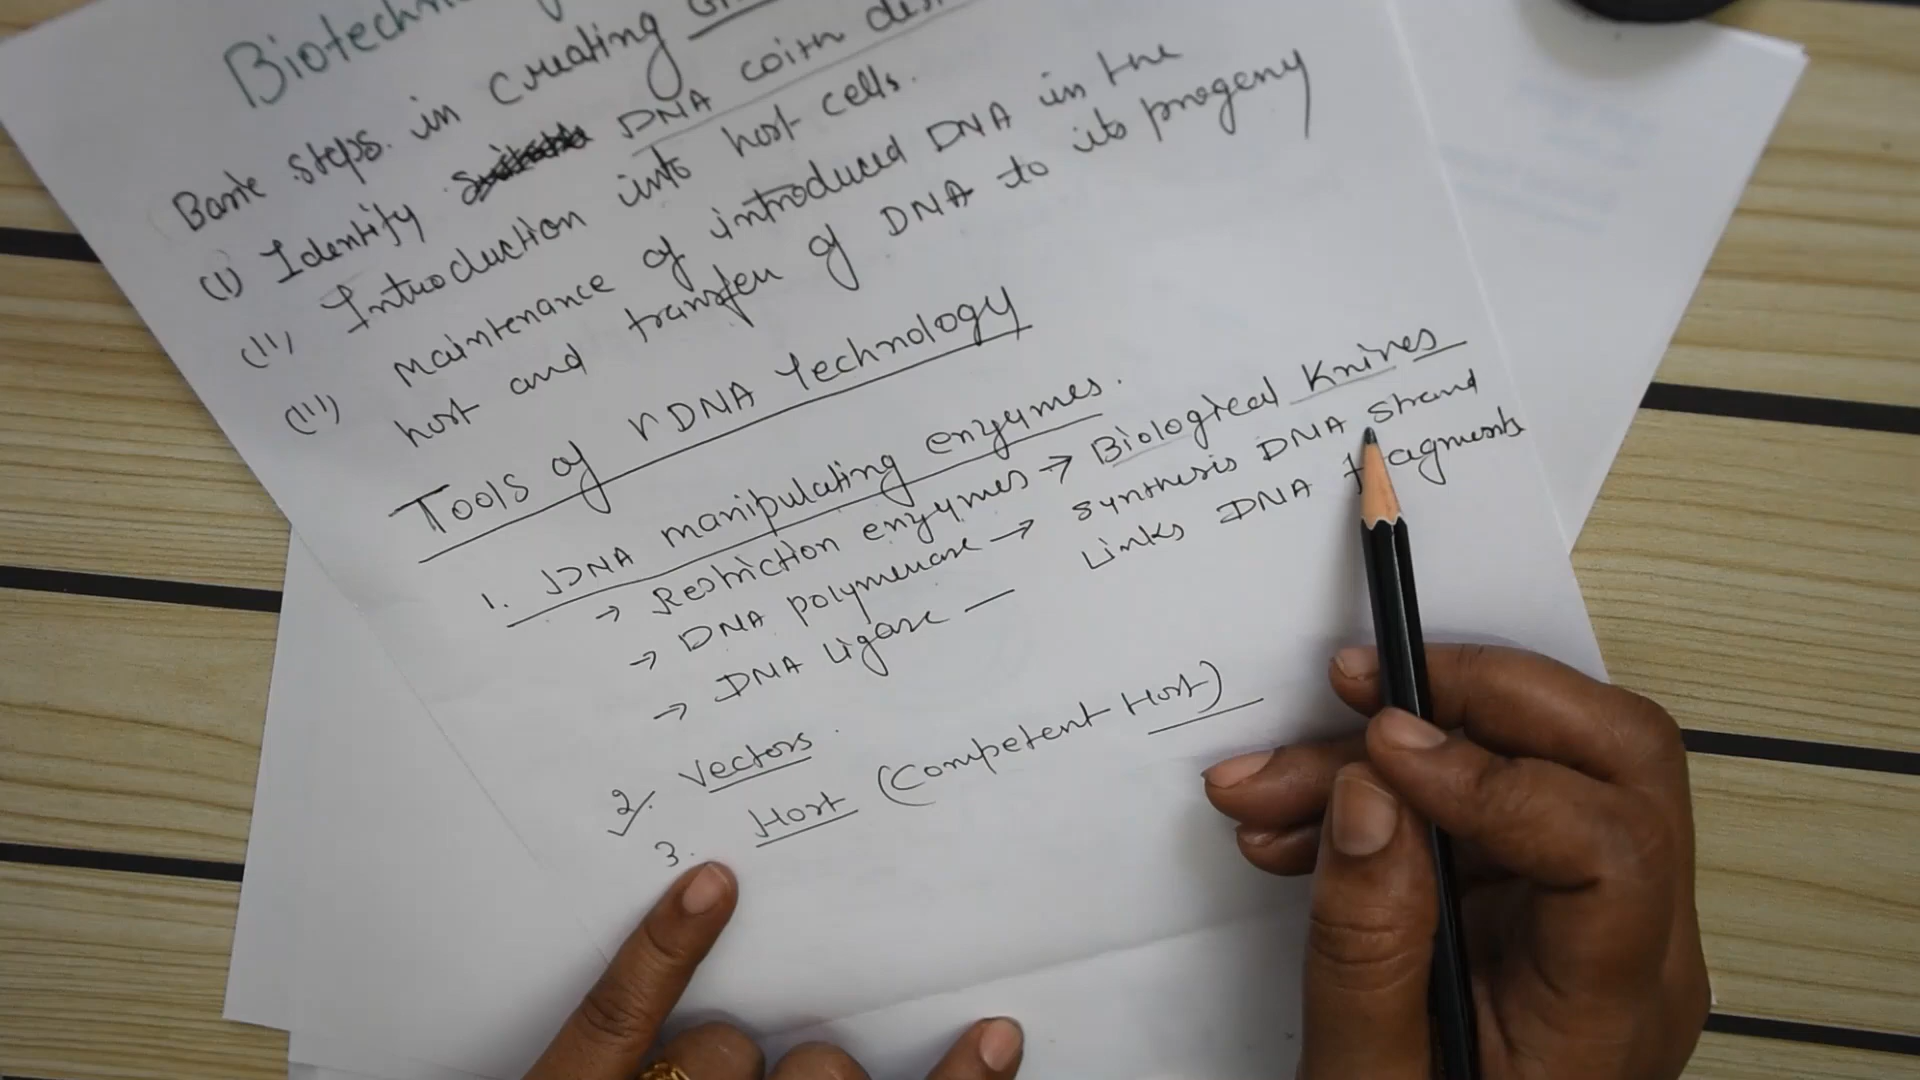 Basic steps in creating
(I) Identify DNA with
(II) Introduction into host cells.
(III) Maintenance of introduced DNA in the
host and transfer of DNA to its progeny
Tools of rDNA Technology
1. DNA manipulating enzymes.
→ Restriction enzymes → Biological Knives
→ DNA polymerase → synthesis DNA strand
→ DNA ligase — Links DNA fragments
2. Vectors.
3. Host (Competent Host)